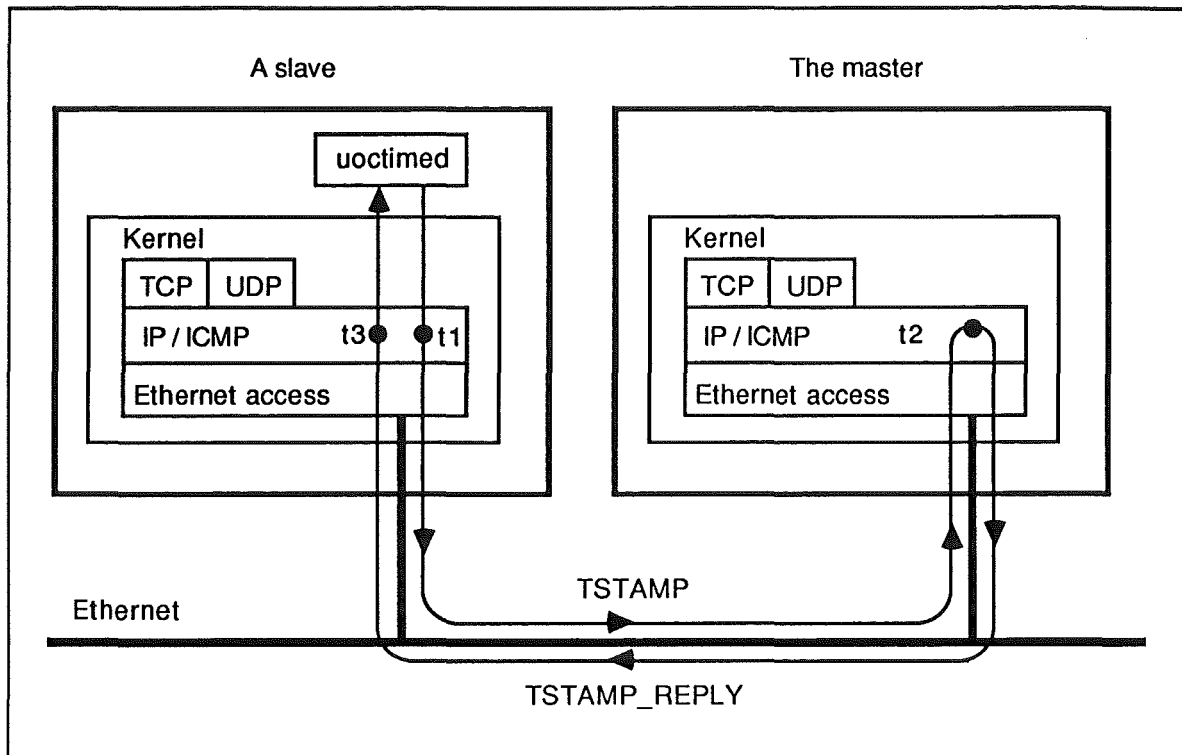 A slave
The master
uoctimed
Kernel
TCP UDP
IP / ICMP t3 t1
Ethernet access
Kernel
TCP UDP
IP / ICMP t2
Ethernet access
TSTAMP
Ethernet
TSTAMP_REPLY